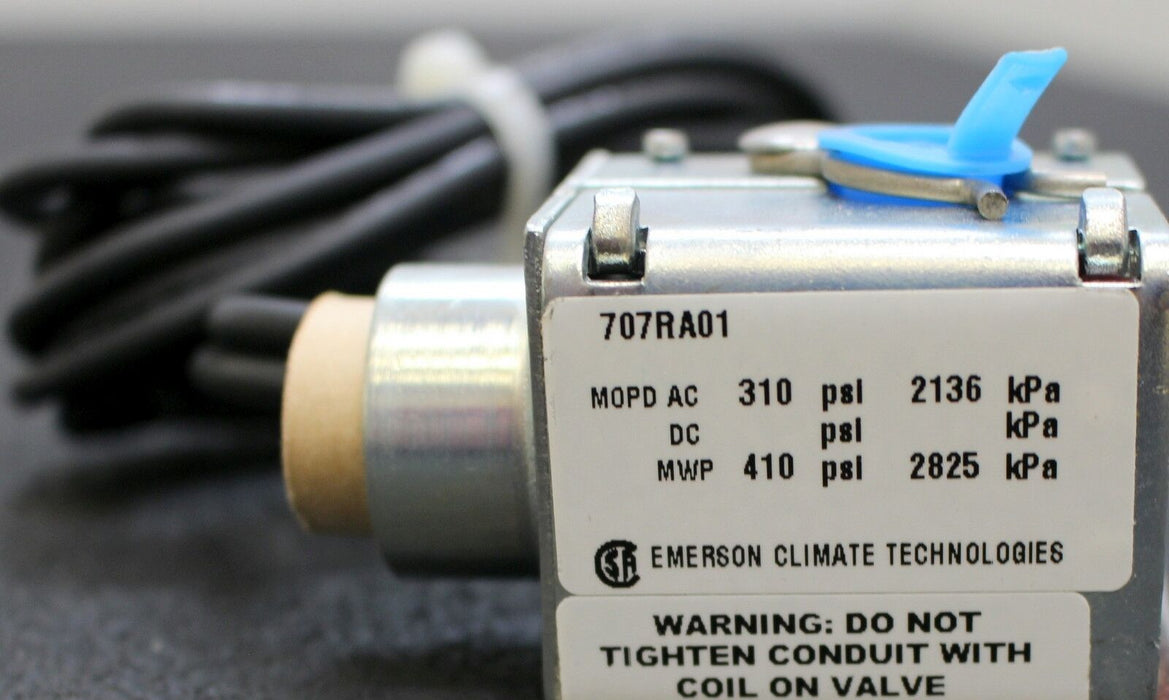 707RA01
MOPD AC 310 psi 2136 kPa
DC psi kPa
MWP 410 psi 2825 kPa
SA EMERSON CLIMATE TECHNOLOGIES
WARNING: DO NOT
TIGHTEN CONDUIT WITH
COIL ON VALVE